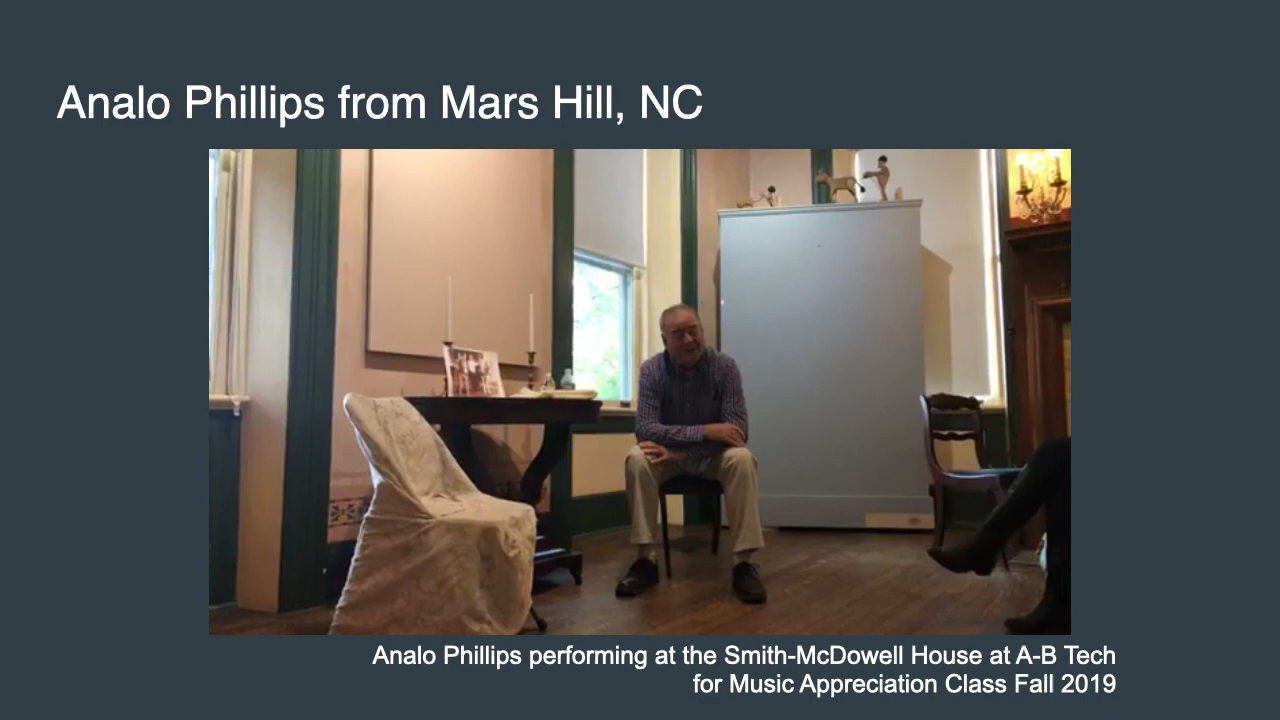 Analo Phillips from Mars Hill, NC
Analo Phillips performing at the Smith-McDowell House at A-B Tech
for Music Appreciation Class Fall 2019